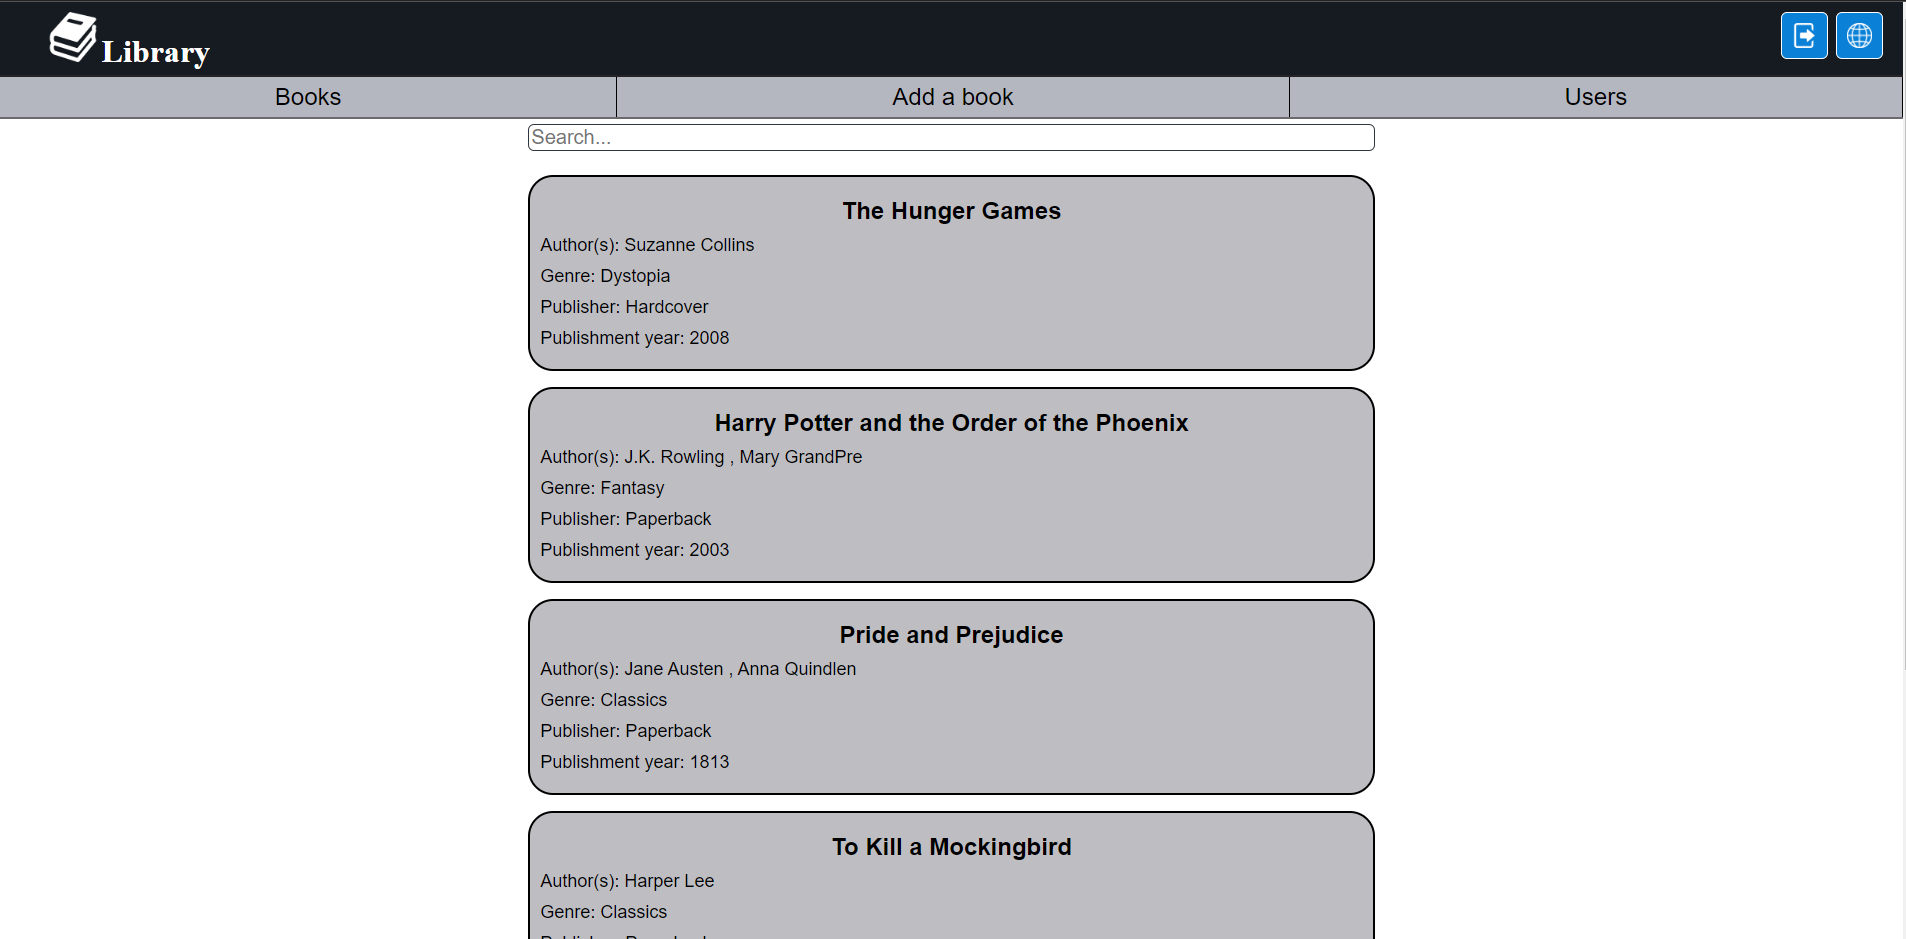 Library
Books Add a book Users
Search...
The Hunger Games
Author(s): Suzanne Collins
Genre: Dystopia
Publisher: Hardcover
Publishment year: 2008
Harry Potter and the Order of the Phoenix
Author(s): J.K. Rowling , Mary GrandPre
Genre: Fantasy
Publisher: Paperback
Publishment year: 2003
Pride and Prejudice
Author(s): Jane Austen , Anna Quindlen
Genre: Classics
Publisher: Paperback
Publishment year: 1813
To Kill a Mockingbird
Author(s): Harper Lee
Genre: Classics